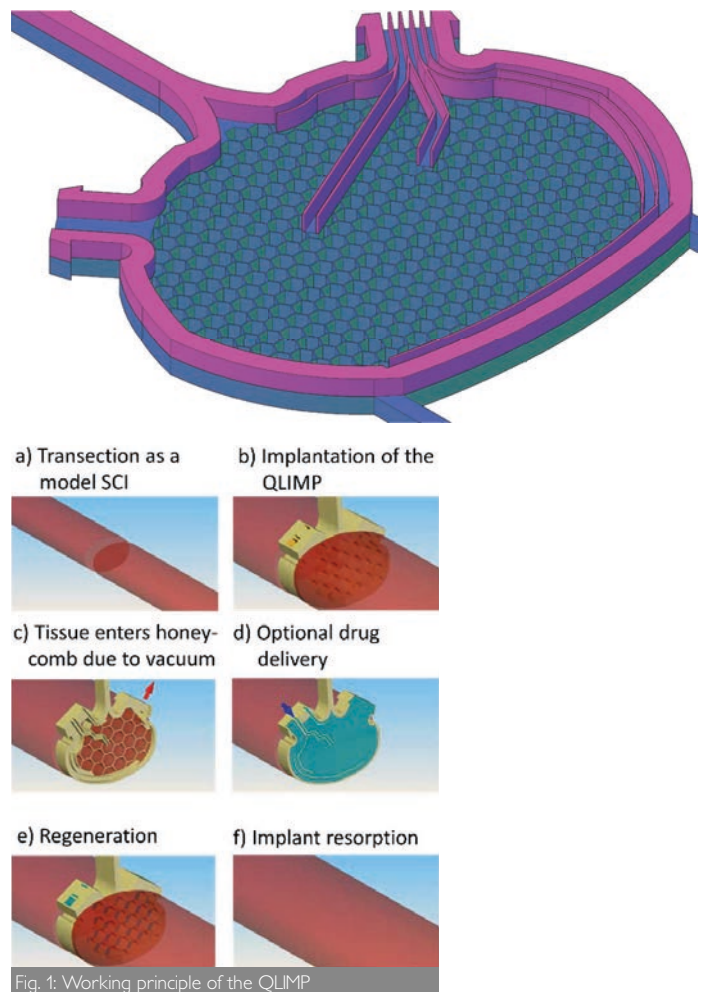 a) Transection as a
model SCI
b) Implantation of the
QLIMP
c) Tissue enters honey-
comb due to vacuum
d) Optional drug
delivery
e) Regeneration
f) Implant resorption
Fig. 1: Working principle of the QLIMP